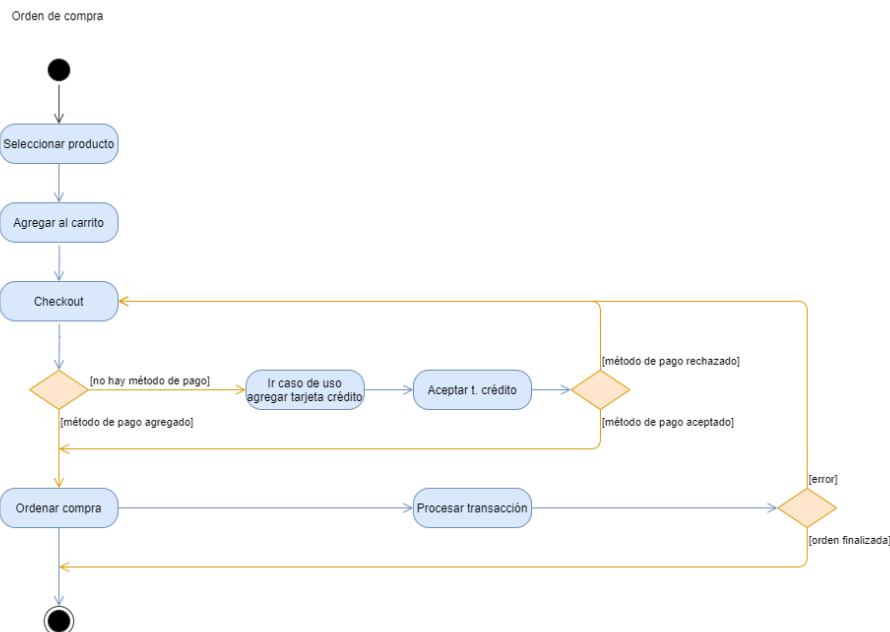 Orden de compra
Seleccionar producto
Agregar al carrito
Checkout
[método de pago rechazado]
[no hay método de pago]
Ir caso de uso
agregar tarjeta crédito
Aceptar t. crédito
[método de pago agregado]
[método de pago aceptado]
[error]
Ordenar compra
Procesar transacción
[orden finalizada]